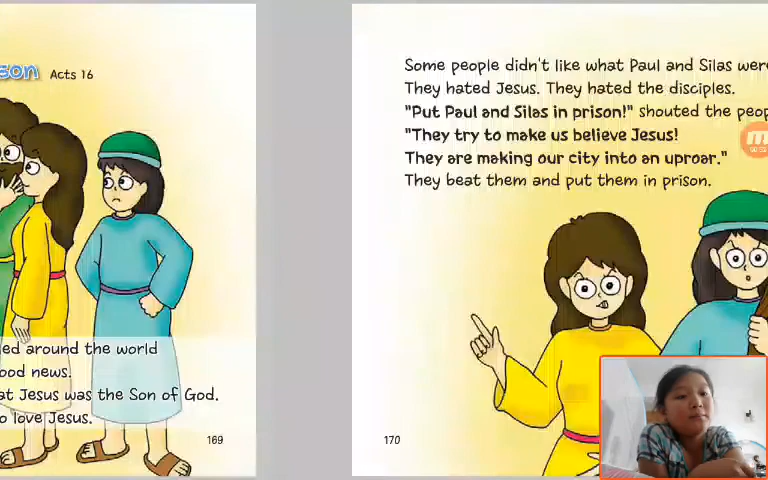 son Acts 16
around the world
ood news.
at Jesus was the Son of God.
o love Jesus.
169
Some people didn't like what Paul and Silas were
They hated Jesus. They hated the disciples.
"Put Paul and Silas in prison!" shouted the peop
"They try to make us believe Jesus!
They are making our city into an uproar."
They beat them and put them in prison.
170